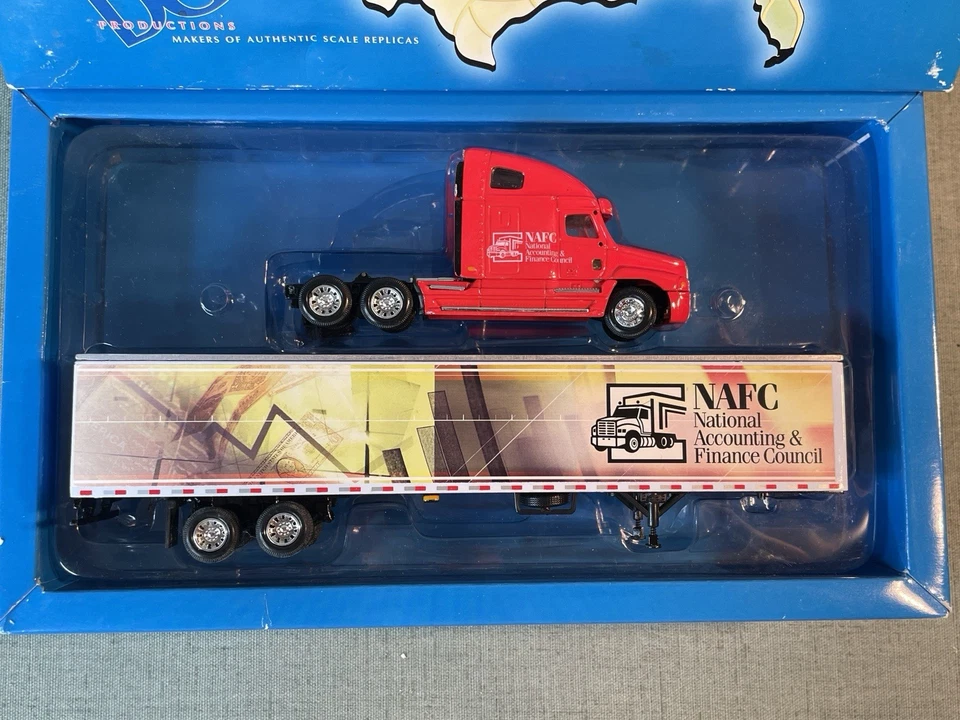 PRODUCTIONS
MAKERS OF AUTHENTIC SCALE REPLICAS
NAFC
National
Accounting &
Finance Council
NAFC
National
Accounting &
Finance Council